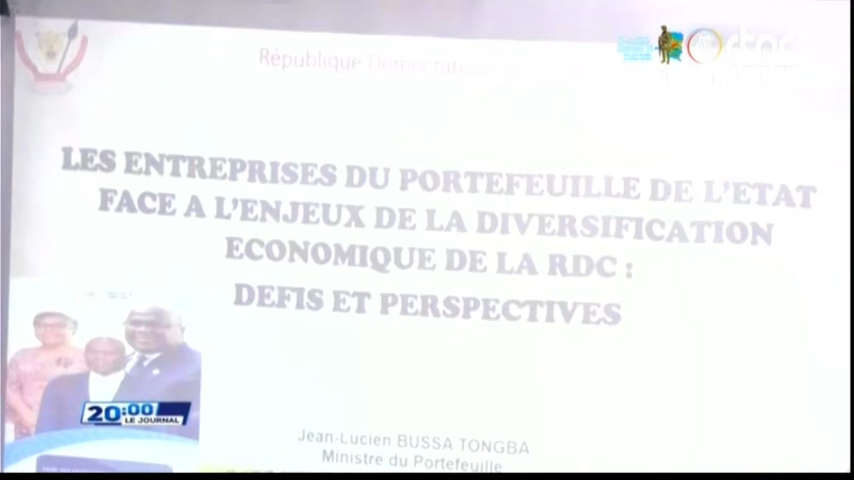 République Démocratique
LES ENTREPRISES DU PORTEFEUILLE DE L'ETAT
FACE A L'ENJEUX DE LA DIVERSIFICATION
ECONOMIQUE DE LA RDC :
DEFIS ET PERSPECTIVES
20:00
LE JOURNAL
Jean-Lucien BUSSA TONGBA
Ministre du Portefeuille